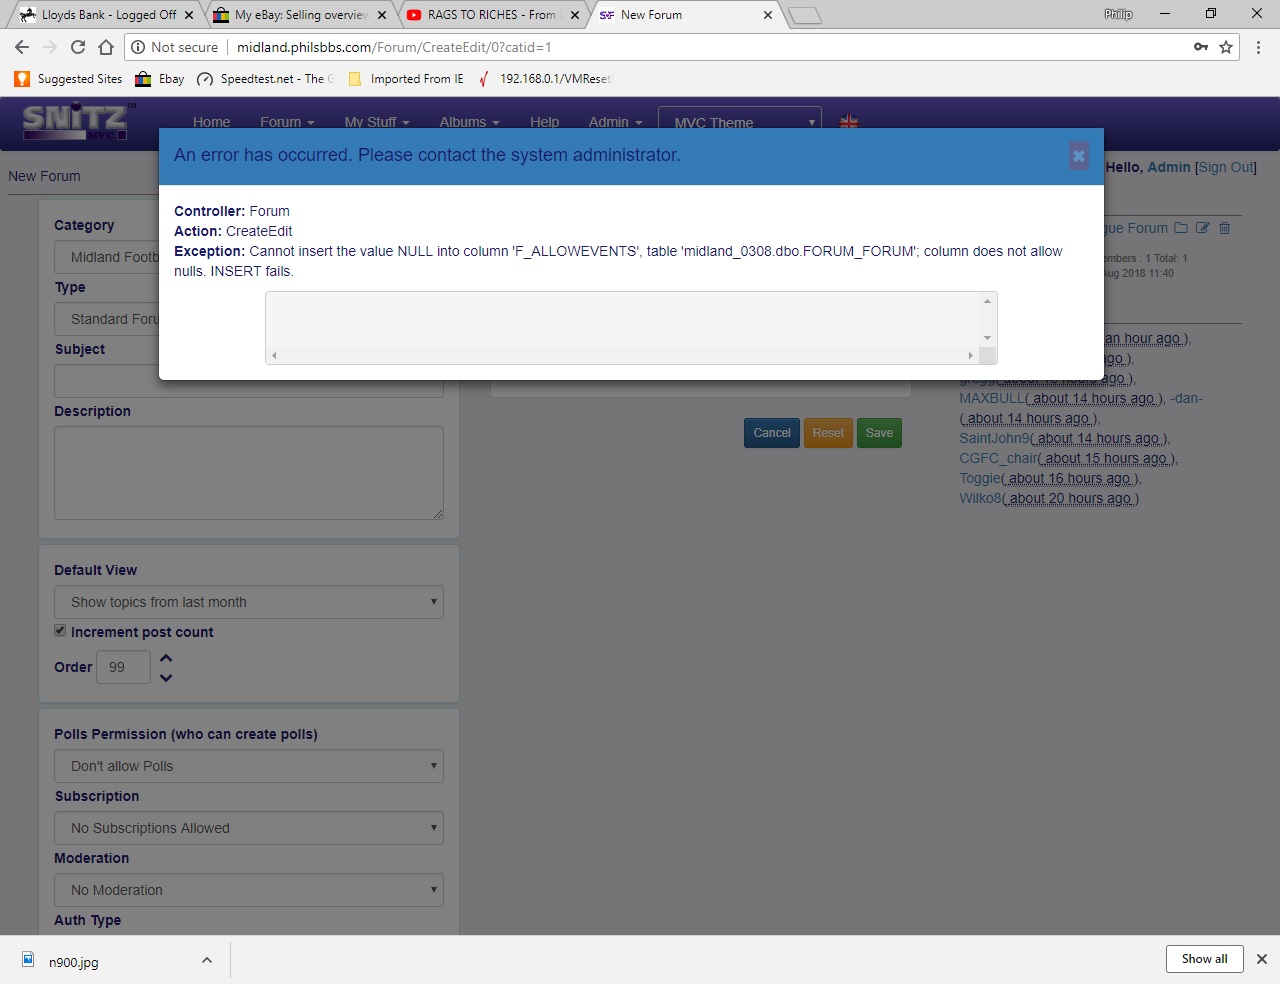 Lloyds Bank - Logged Off
My eBay: Selling overview
RAGS TO RICHES - From
New Forum
Philip
Not secure
midland.philsbbs.com/Forum/CreateEdit/0?catid=1
Suggested Sites
Ebay
Speedtest.net - The G
Imported From IE
192.168.0.1/VMReset
SNITZ™
MVC
Home
Forum
My Stuff
Albums
Help
Admin
MVC Theme
An error has occurred. Please contact the system administrator.
Controller: Forum
Action: CreateEdit
Exception: Cannot insert the value NULL into column 'F_ALLOWEVENTS', table 'midland_0308.dbo.FORUM_FORUM'; column does not allow
nulls. INSERT fails.
Hello, Admin [Sign Out]
New Forum
Category
Midland Footb
Type
Standard Foru
Subject
Description
Cancel
Reset
Save
Default View
Show topics from last month
Increment post count
Order 99
Polls Permission (who can create polls)
Don't allow Polls
Subscription
No Subscriptions Allowed
Moderation
No Moderation
Auth Type
gue Forum
embers : 1 Total: 1
Aug 2018 11:40
an hour ago ),
ago ),
MAXBULL( about 14 hours ago ), -dan-
( about 14 hours ago ),
SaintJohn9( about 14 hours ago ),
CGFC_chair( about 15 hours ago ),
Toggie( about 16 hours ago ),
Wilko8( about 20 hours ago )
n900.jpg
Show all